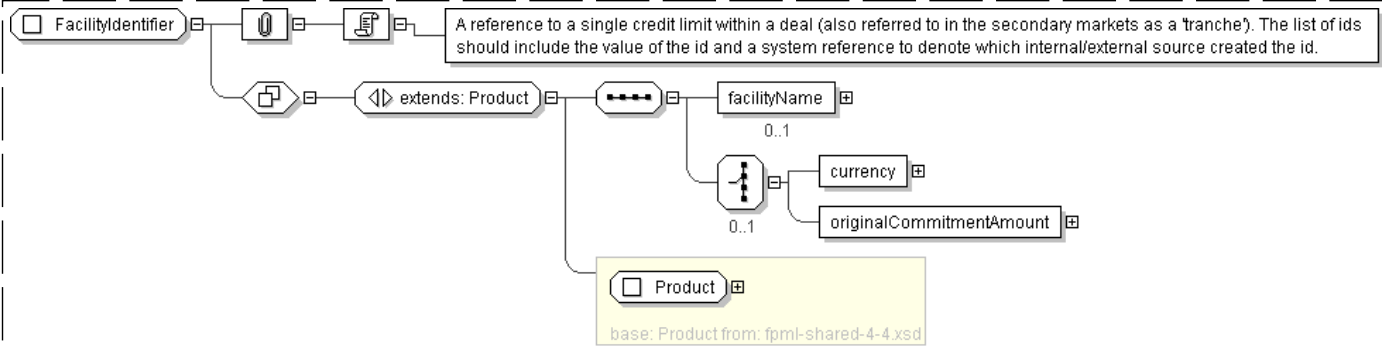 FacilityIdentifier
A reference to a single credit limit within a deal (also referred to in the secondary markets as a 'tranche'). The list of ids
should include the value of the id and a system reference to denote which internal/external source created the id.
extends: Product
facilityName
0..1
currency
0..1
originalCommitmentAmount
Product
base: Product from: fpml-shared-4-4.xsd